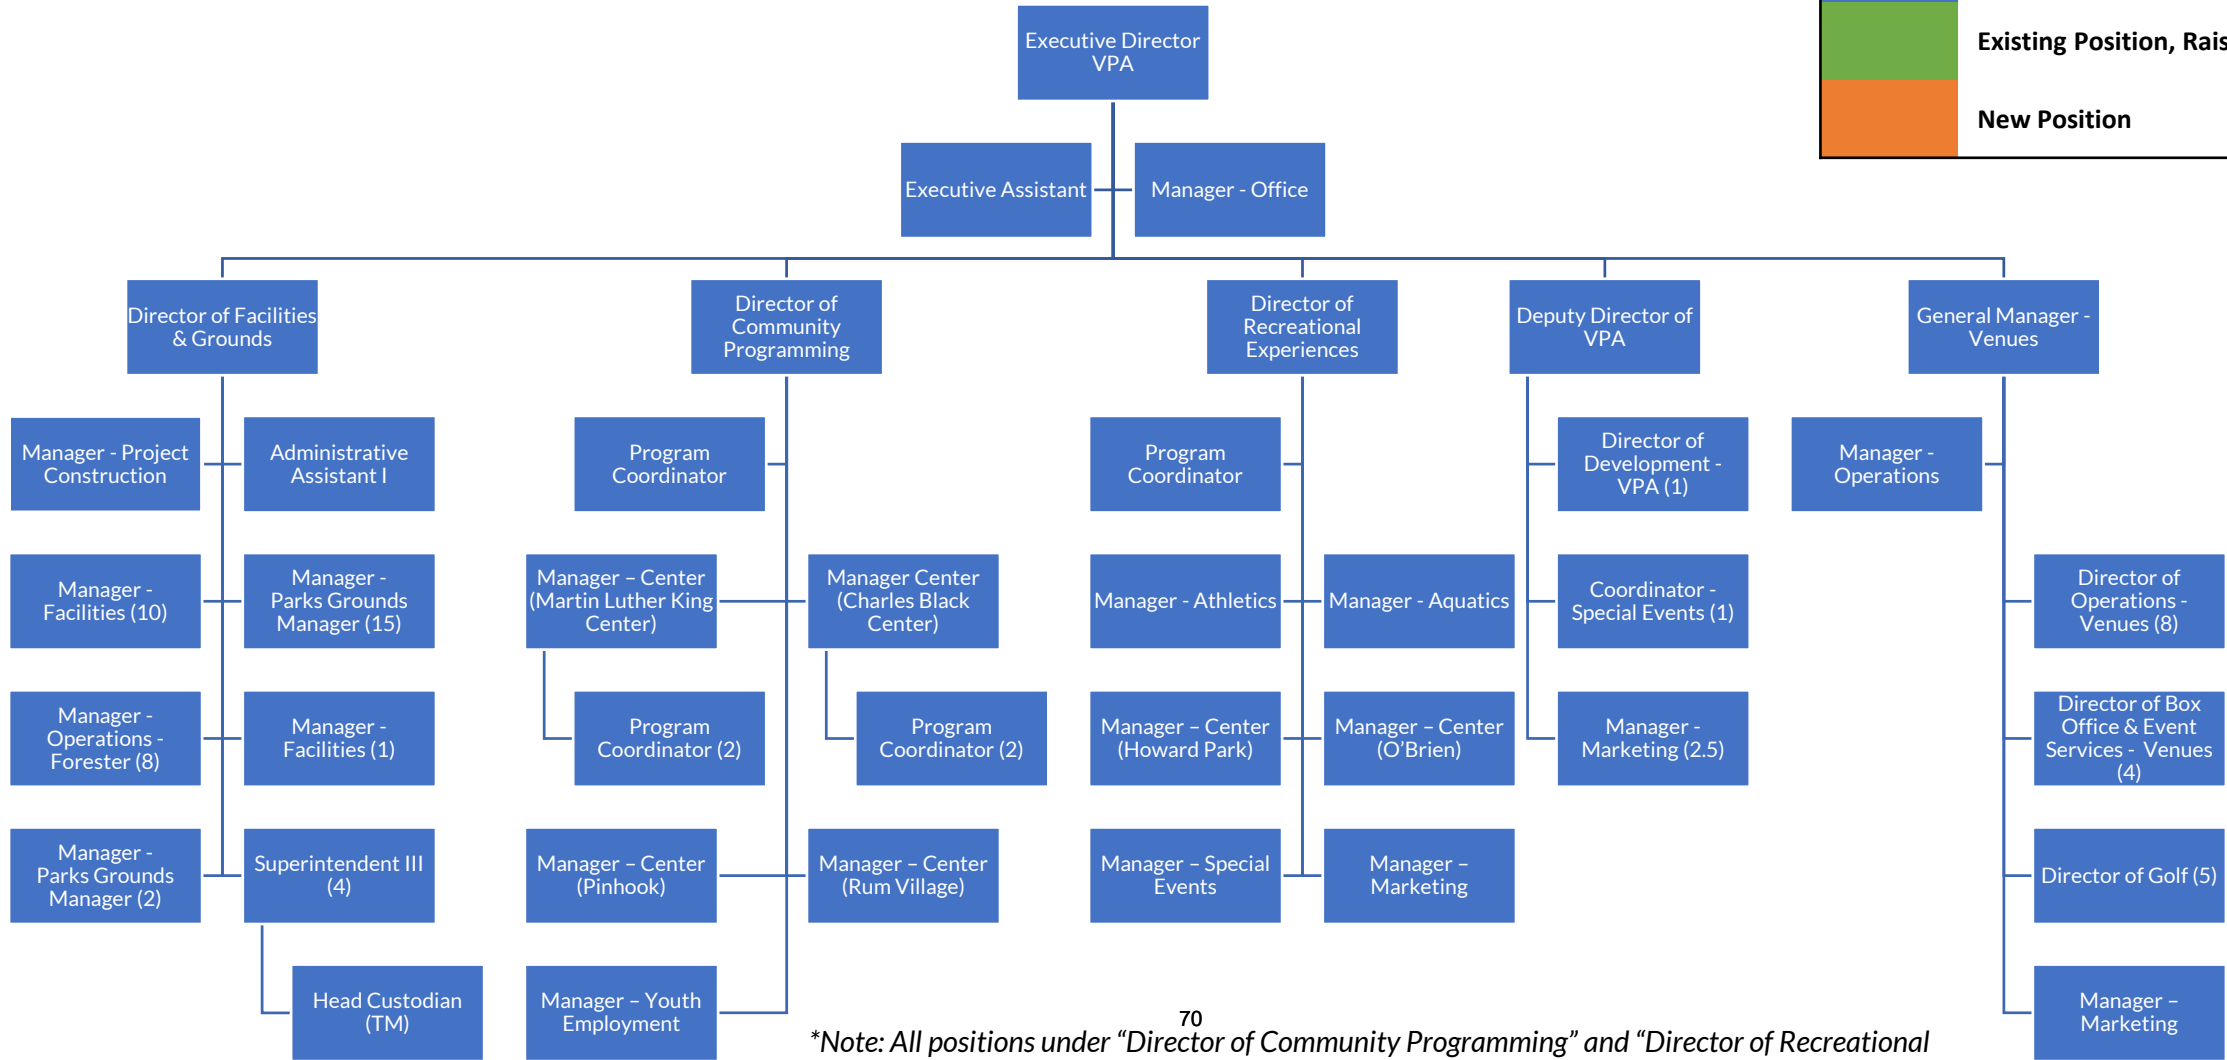 Executive Director
VPA
Existing Position, Rais
New Position
Executive Assistant
Manager - Office
Director of Facilities
& Grounds
Director of
Community
Programming
Director of
Recreational
Experiences
Deputy Director of
VPA
General Manager -
Venues
Manager - Project
Construction
Administrative
Assistant I
Manager -
Facilities (10)
Manager -
Parks Grounds
Manager (15)
Manager -
Operations -
Forester (8)
Manager -
Facilities (1)
Manager -
Parks Grounds
Manager (2)
Superintendent III
(4)
Head Custodian
(TM)
Program
Coordinator
Manager – Center
(Martin Luther King
Center)
Manager Center
(Charles Black
Center)
Program
Coordinator (2)
Program
Coordinator (2)
Manager – Center
(Pinhook)
Manager – Center
(Rum Village)
Manager – Youth
Employment
Program
Coordinator
Manager - Athletics
Manager - Aquatics
Manager – Center
(Howard Park)
Manager – Center
(O’Brien)
Manager – Special
Events
Manager –
Marketing
Director of
Development -
VPA (1)
Coordinator -
Special Events (1)
Manager -
Marketing (2.5)
Manager -
Operations
Director of
Operations -
Venues (8)
Director of Box
Office & Event
Services - Venues
(4)
Director of Golf (5)
Manager –
Marketing
70
*Note: All positions under “Director of Community Programming” and “Director of Recreational